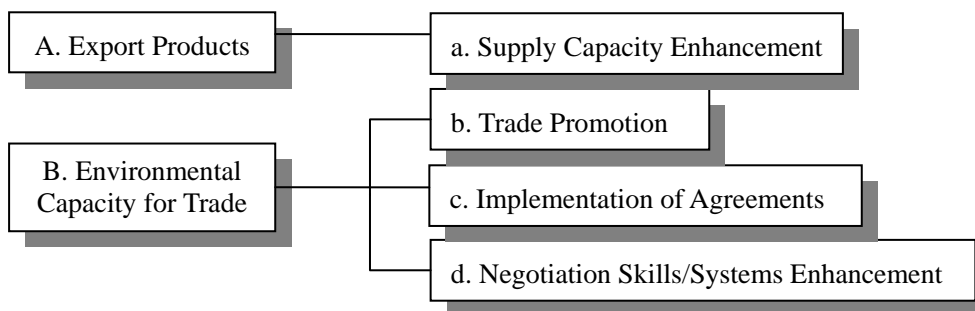 A. Export Products
a. Supply Capacity Enhancement
b. Trade Promotion
B. Environmental
Capacity for Trade
c. Implementation of Agreements
d. Negotiation Skills/Systems Enhancement